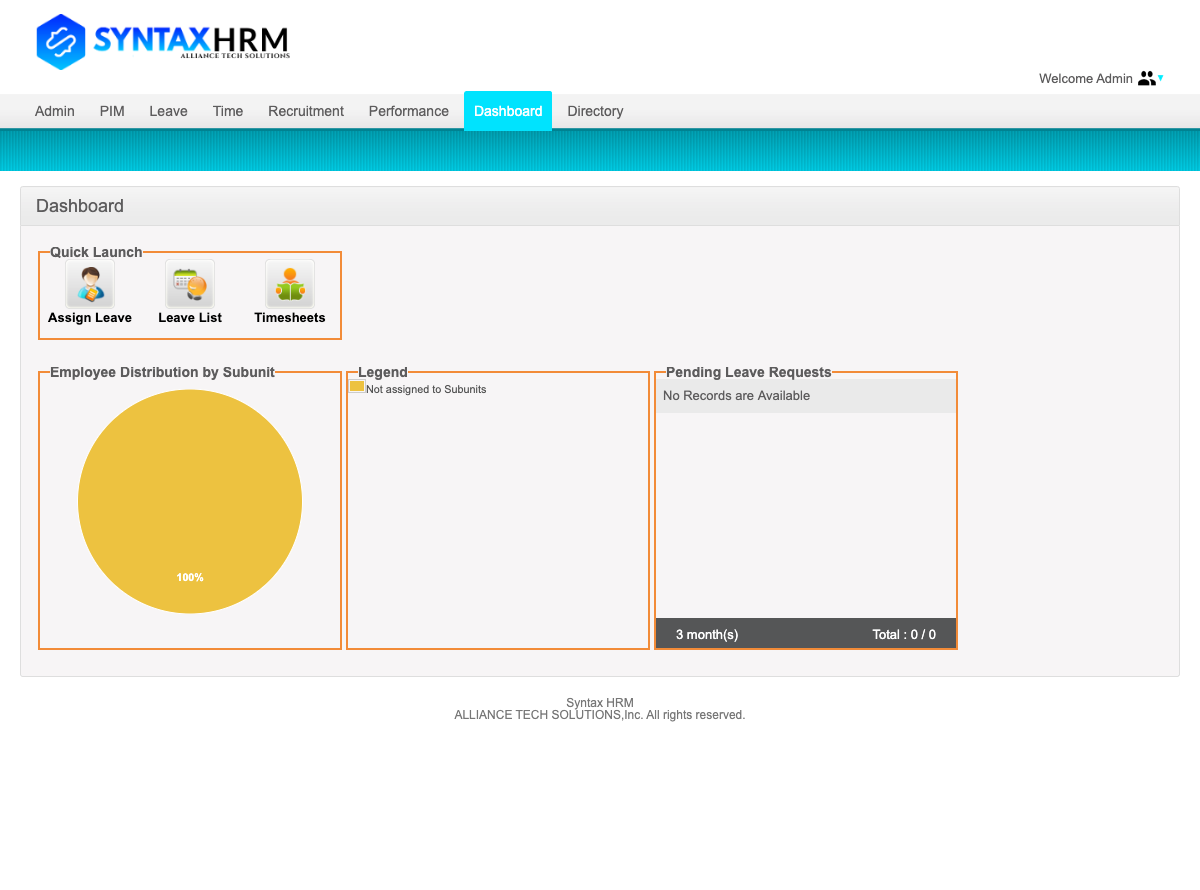 SYNTAXHRM
ALLIANCE TECH SOLUTIONS
Welcome Admin
Admin PIM Leave Time Recruitment Performance Dashboard Directory
Dashboard
Quick Launch
Assign Leave Leave List Timesheets
Employee Distribution by Subunit
100%
Legend
Not assigned to Subunits
Pending Leave Requests
No Records are Available
3 month(s) Total : 0 / 0
Syntax HRM
ALLIANCE TECH SOLUTIONS,Inc. All rights reserved.